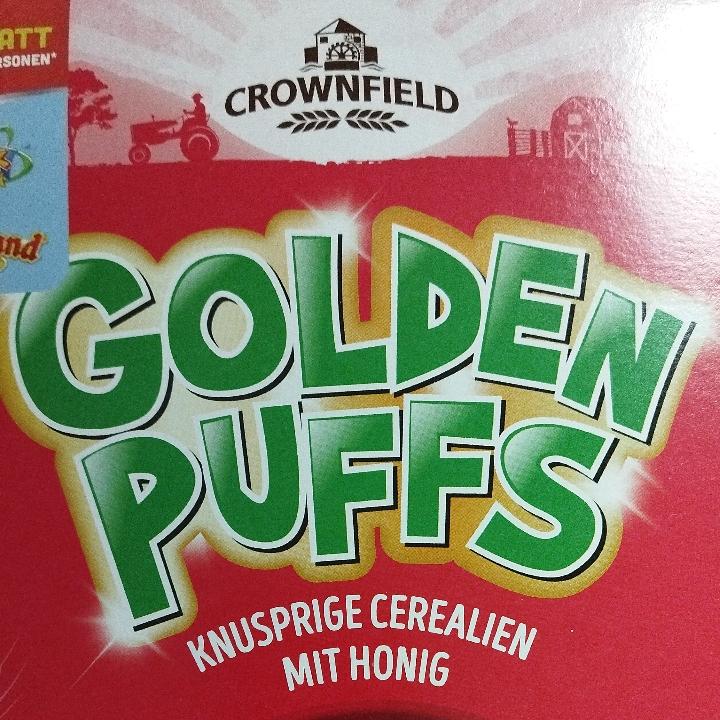 CROWNFIELD
GOLDEN
PUFFS
KNUSPRIGE CEREALIEN
MIT HONIG